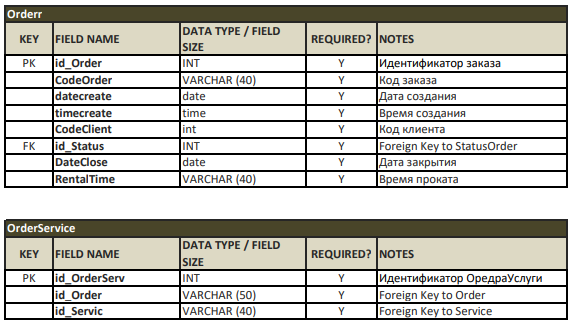 Orderr
KEY FIELD NAME DATA TYPE / FIELD SIZE REQUIRED? NOTES
PK id_Order INT Y Идентификатор заказа
CodeOrder VARCHAR (40) Y Код заказа
datecreate date Y Дата создания
timecreate time Y Время создания
CodeClient int Y Код клиента
FK id_Status INT Y Foreign Key to StatusOrder
DateClose date Y Дата закрытия
RentalTime VARCHAR (40) Y Время проката
OrderService
KEY FIELD NAME DATA TYPE / FIELD SIZE REQUIRED? NOTES
PK id_OrderServ INT Y Идентификатор ОредраУслуги
id_Order VARCHAR (50) Y Foreign Key to Order
id_Servic VARCHAR (40) Y Foreign Key to Service